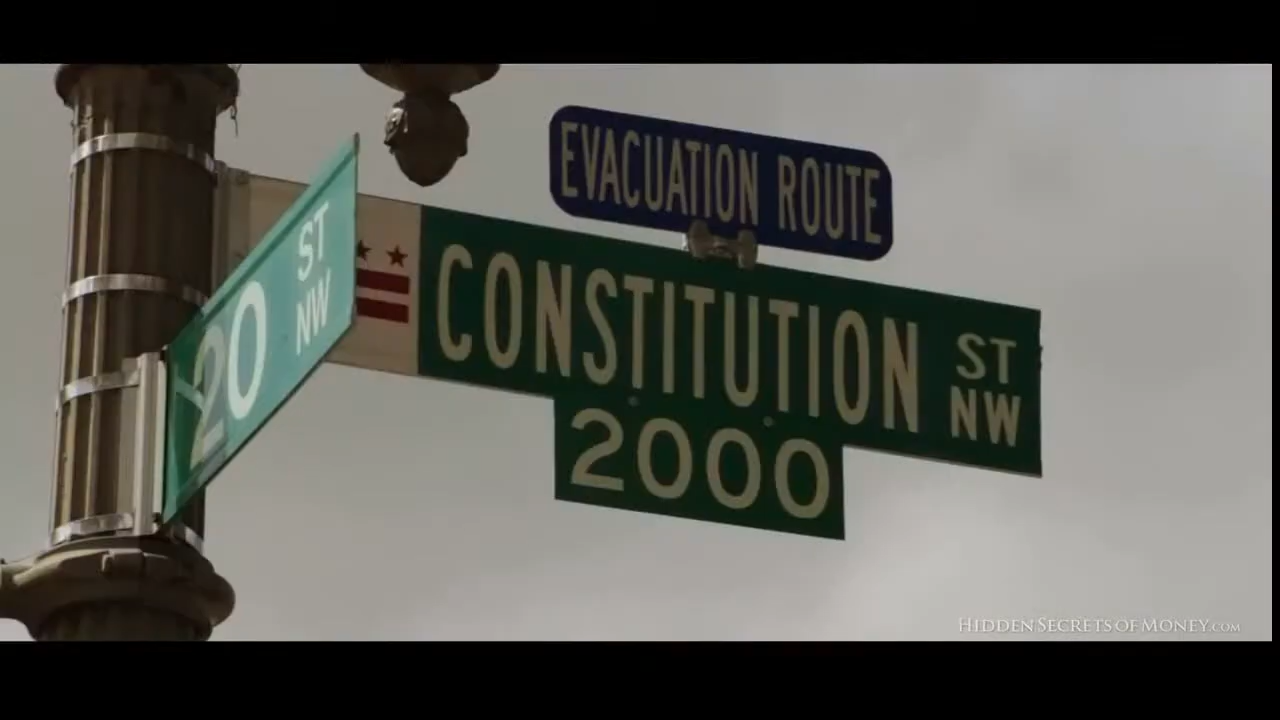 EVACUATION ROUTE
CONSTITUTION ST NW
2000
20 ST NW
HIDDEN SECRETS OF MONEY.COM